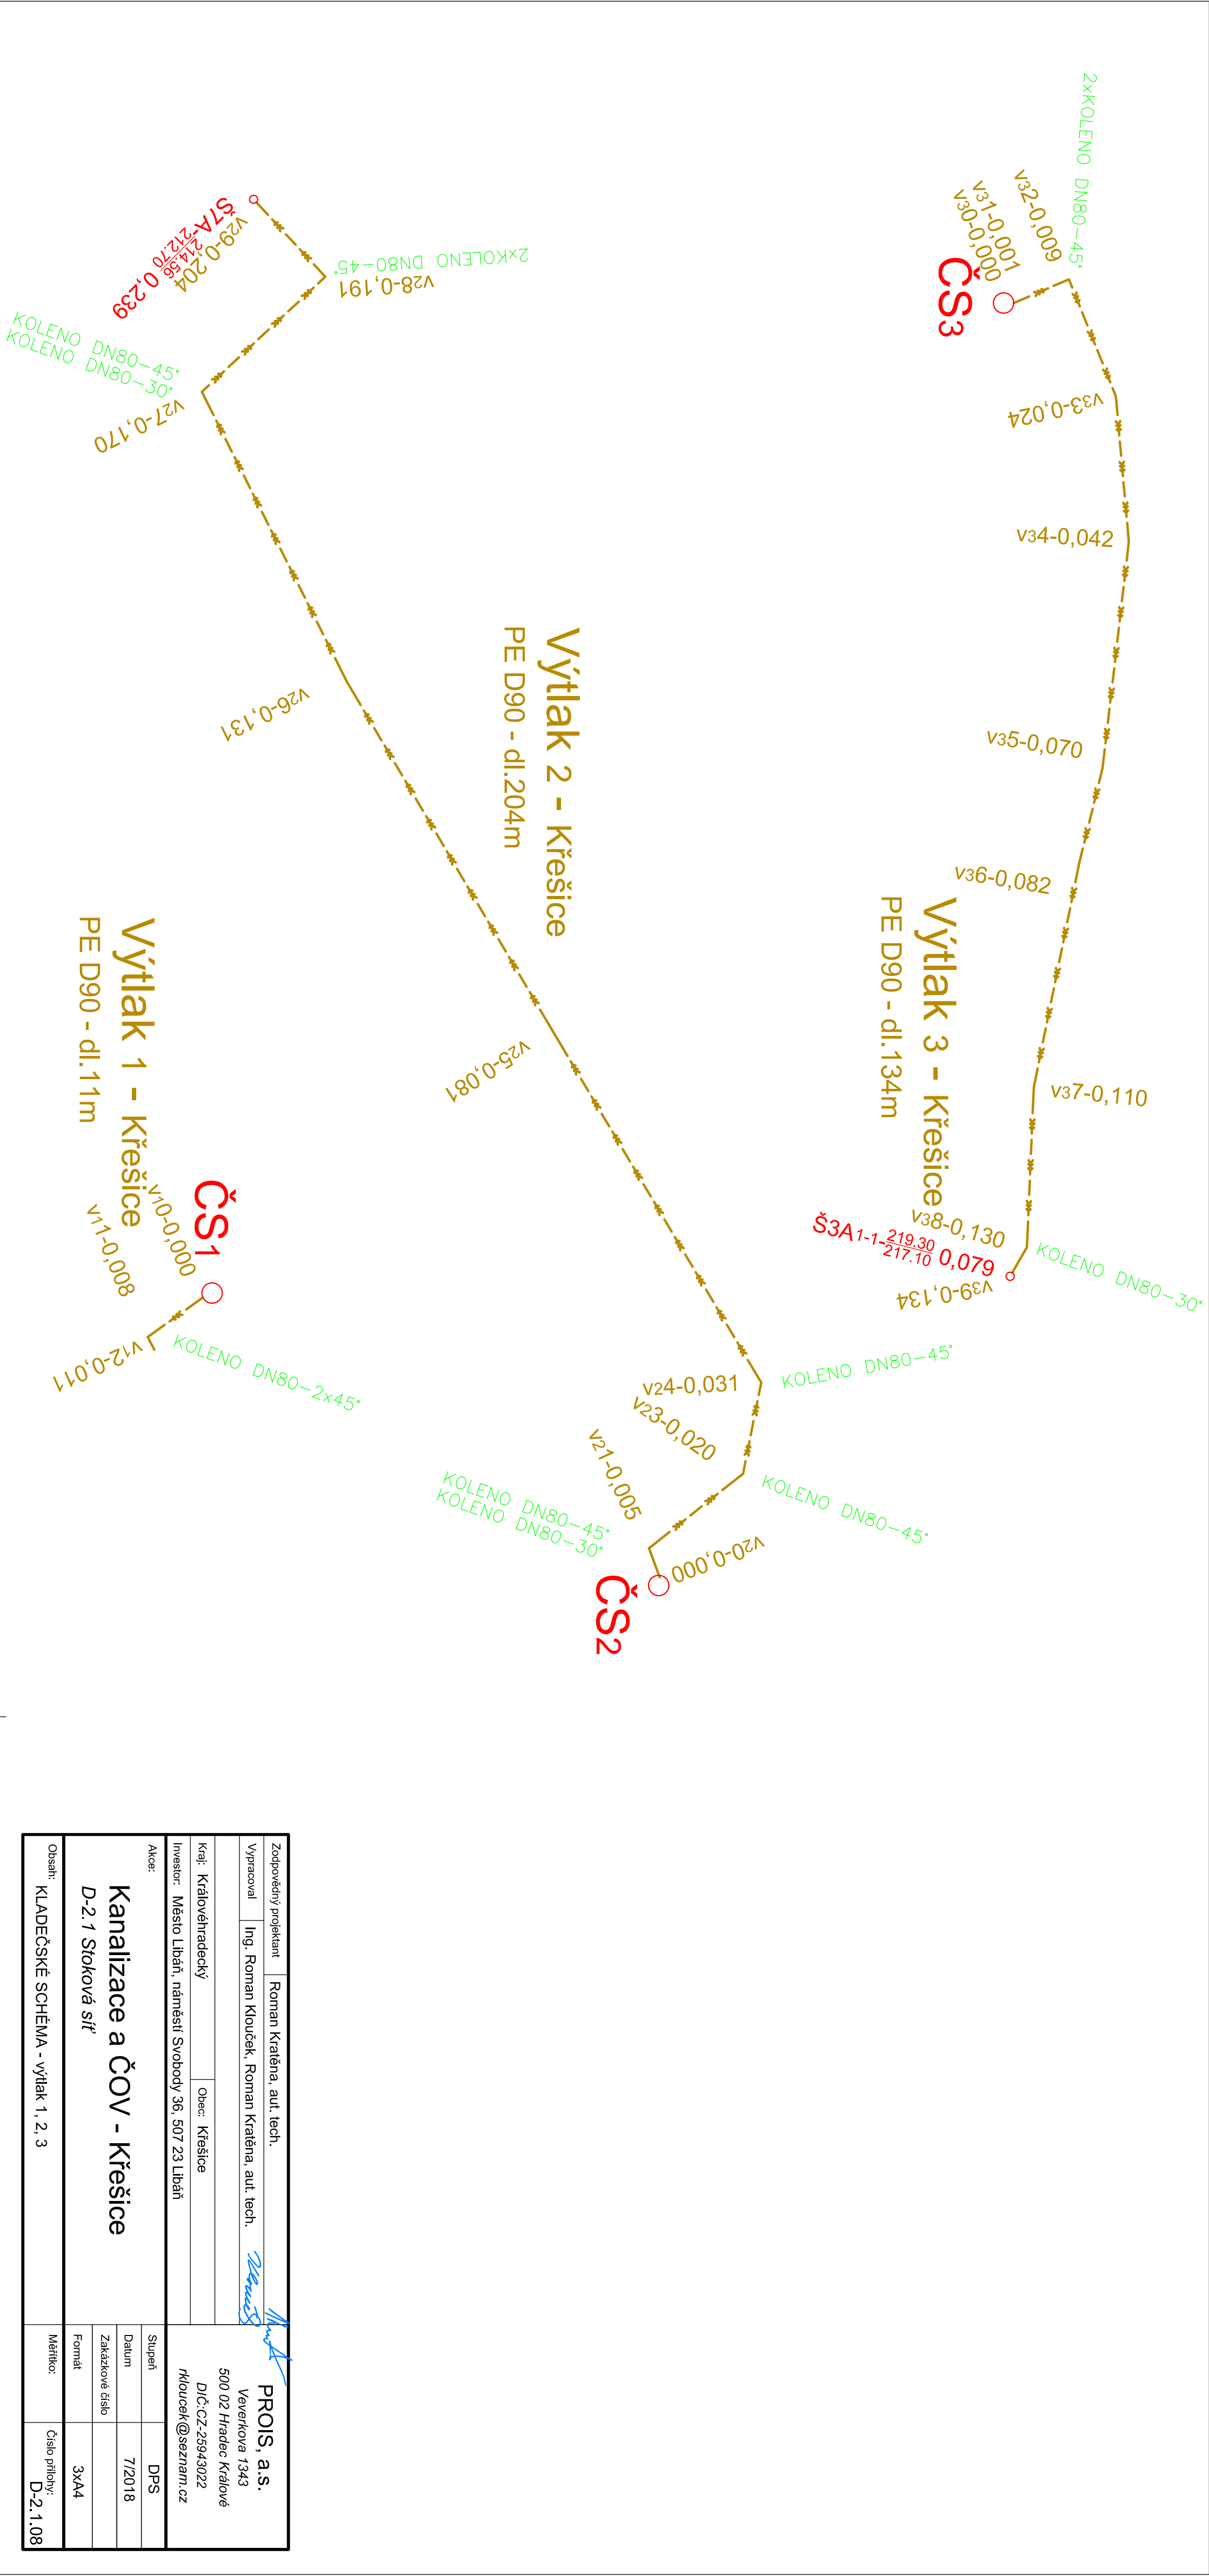 2xKOLENO DN80-45°
v32-0,009
v31-0,001
v30-0,000
ČS3
v33-0,024
v34-0,042
v35-0,070
v36-0,082
v37-0,110
Výtlak 3 - Křešice
PE D90 - dl.134m
v38-0,130
Š3A1-1-219.30/217.10 0,079
v39-0,134
KOLENO DN80-30°
Š7A-214.56/212.70 0,239
v29-0,204
2xKOLENO DN80-45°
v28-0,191
KOLENO DN80-45°
KOLENO DN80-30°
v27-0,170
v26-0,131
Výtlak 2 - Křešice
PE D90 - dl.204m
v25-0,081
v24-0,031
KOLENO DN80-45°
v23-0,020
KOLENO DN80-45°
v21-0,005
KOLENO DN80-45°
KOLENO DN80-30°
v20-0,000
ČS2
Výtlak 1 - Křešice
PE D90 - dl.11m
ČS1
v10-0,000
v11-0,008
v12-0,011
KOLENO DN80-2x45°
Zodpovědný projektant Roman Kratěna, aut. tech.
Vypracoval Ing. Roman Klouček, Roman Kratěna, aut. tech.
Kraj: Královéhradecký Obec: Křešice
Investor: Město Libáň, náměstí Svobody 36, 507 23 Libáň
PROIS, a.s.
Veverkova 1343
500 02 Hradec Králové
DIČ:CZ-25943022
rkloucek@seznam.cz
Akce:
Kanalizace a ČOV - Křešice
D-2.1 Stoková síť
Stupeň DPS
Datum 7/2018
Zakázkové číslo
Formát 3xA4
Obsah: KLADEČSKÉ SCHÉMA - výtlak 1, 2, 3
Měřítko:
Číslo přílohy:
D-2.1.08